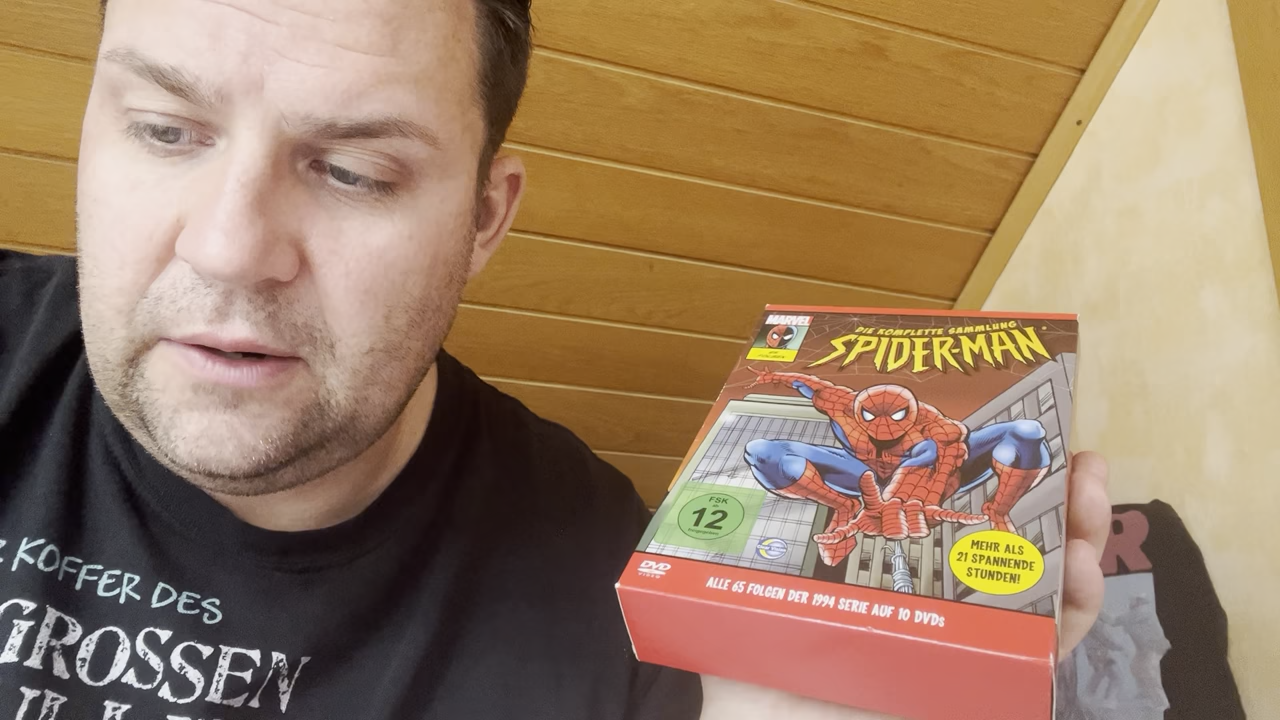 MARVEL
DIE KOMPLETTE SAMMLUNG
SPIDER-MAN
FSK
12
MEHR ALS
21 SPANNENDE
STUNDEN!
DVD
VIDEO
ALLE 65 FOLGEN DER 1994 SERIE AUF 10 DVDs
KOFFER DES
GROSSEN
R